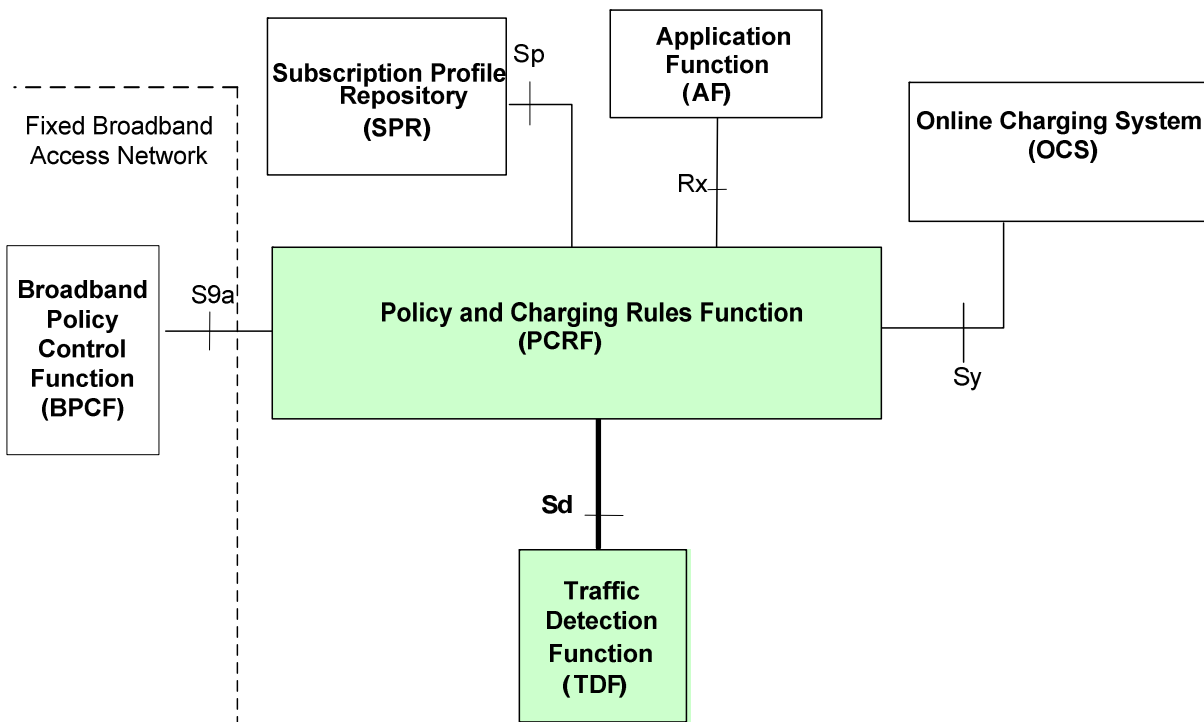 Sp
Subscription Profile
Repository
(SPR)
Application
Function
(AF)
Online Charging System
(OCS)
Fixed Broadband
Access Network
Rx
Broadband
Policy
Control
Function
(BPCF)
S9a
Policy and Charging Rules Function
(PCRF)
Sy
Sd
Traffic
Detection
Function
(TDF)